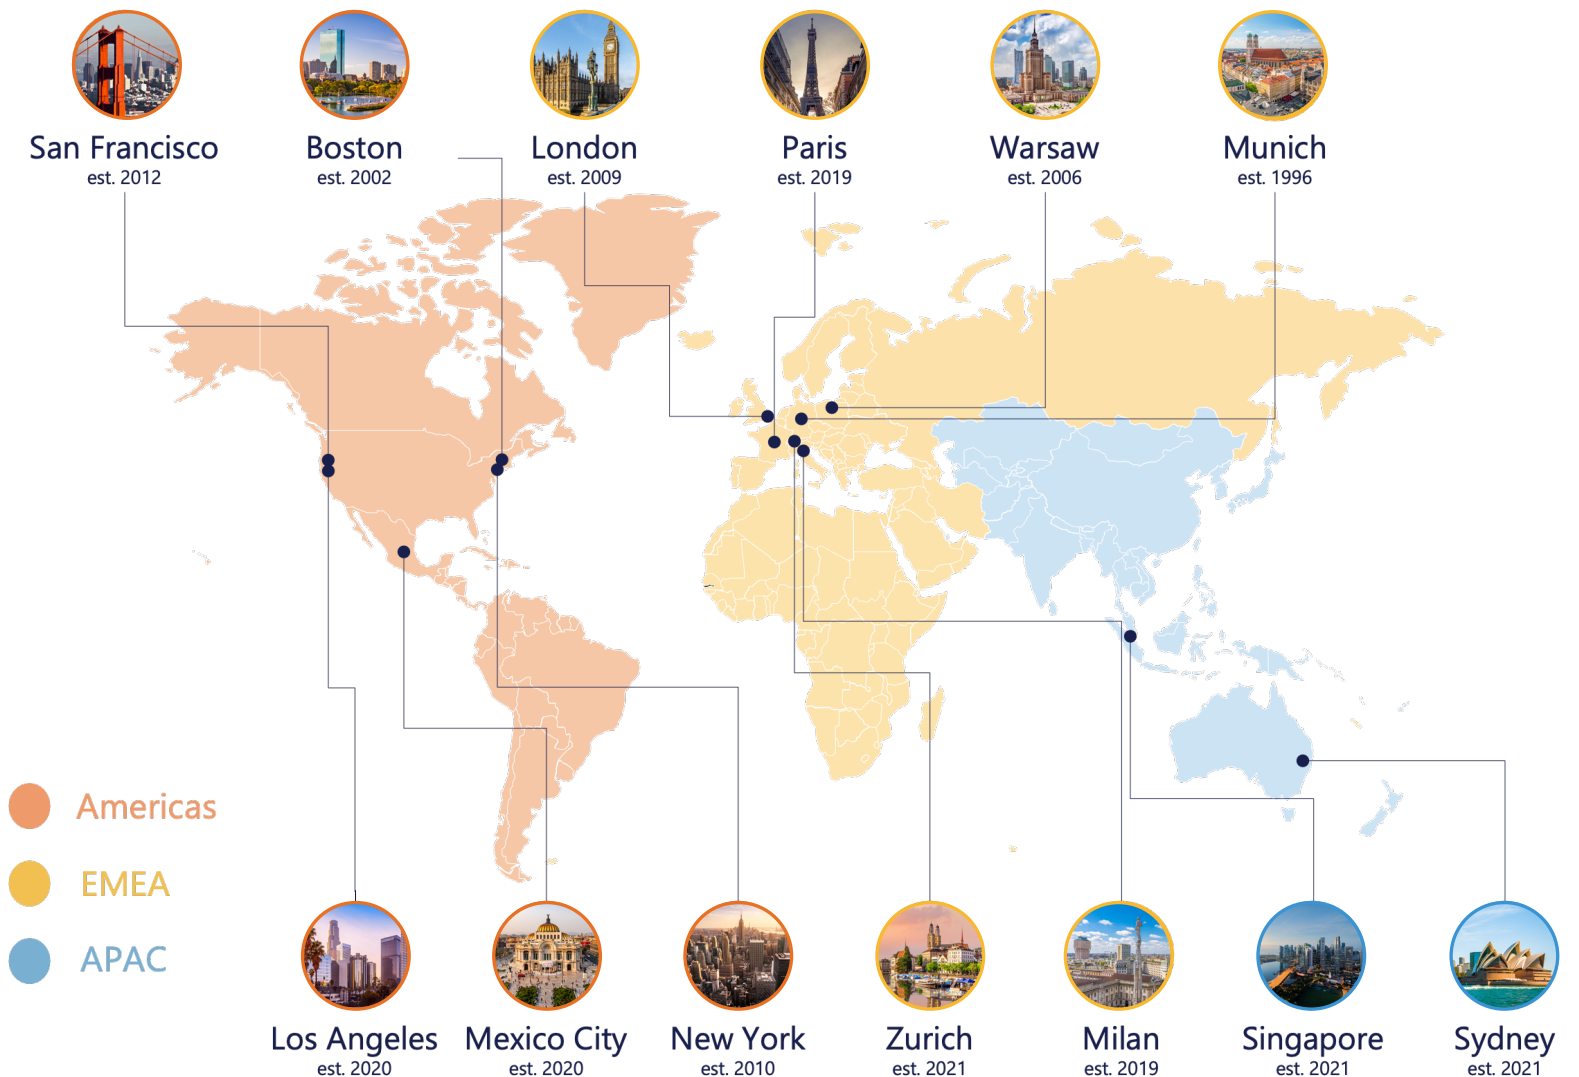 San Francisco
est. 2012
Boston
est. 2002
London
est. 2009
Paris
est. 2019
Warsaw
est. 2006
Munich
est. 1996
Americas
EMEA
APAC
Los Angeles
est. 2020
Mexico City
est. 2020
New York
est. 2010
Zurich
est. 2021
Milan
est. 2019
Singapore
est. 2021
Sydney
est. 2021